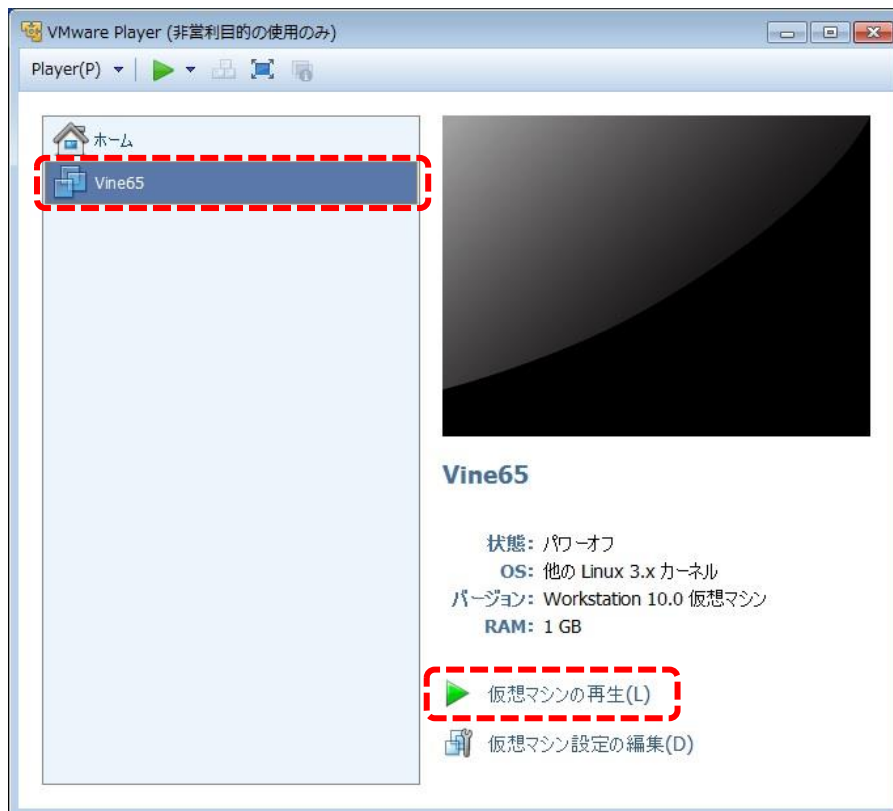 VMware Player (非営利目的の使用のみ)
Player(P)
ホーム
Vine65
Vine65
状態: パワーオフ
OS: 他の Linux 3.x カーネル
バージョン: Workstation 10.0 仮想マシン
RAM: 1 GB
仮想マシンの再生(L)
仮想マシン設定の編集(D)